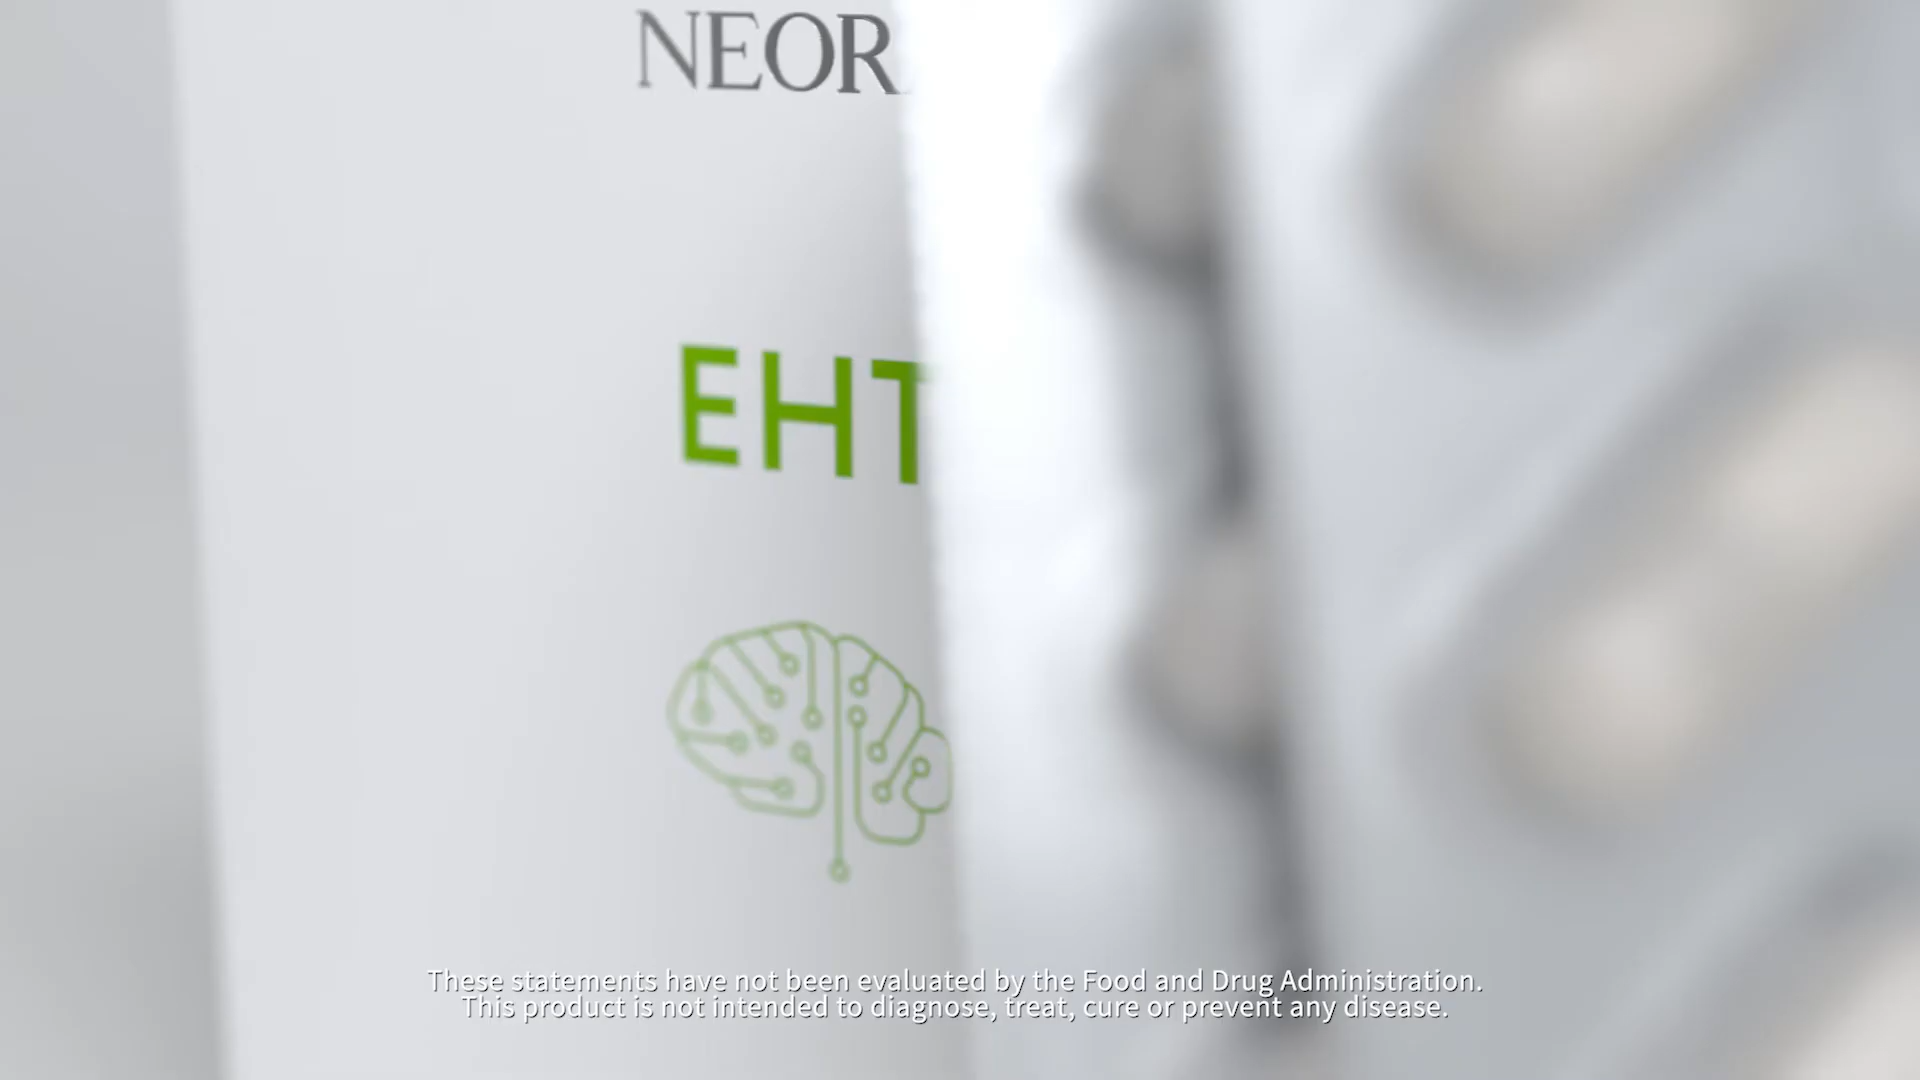 NEOR
EHT
These statements have not been evaluated by the Food and Drug Administration.
This product is not intended to diagnose, treat, cure or prevent any disease.